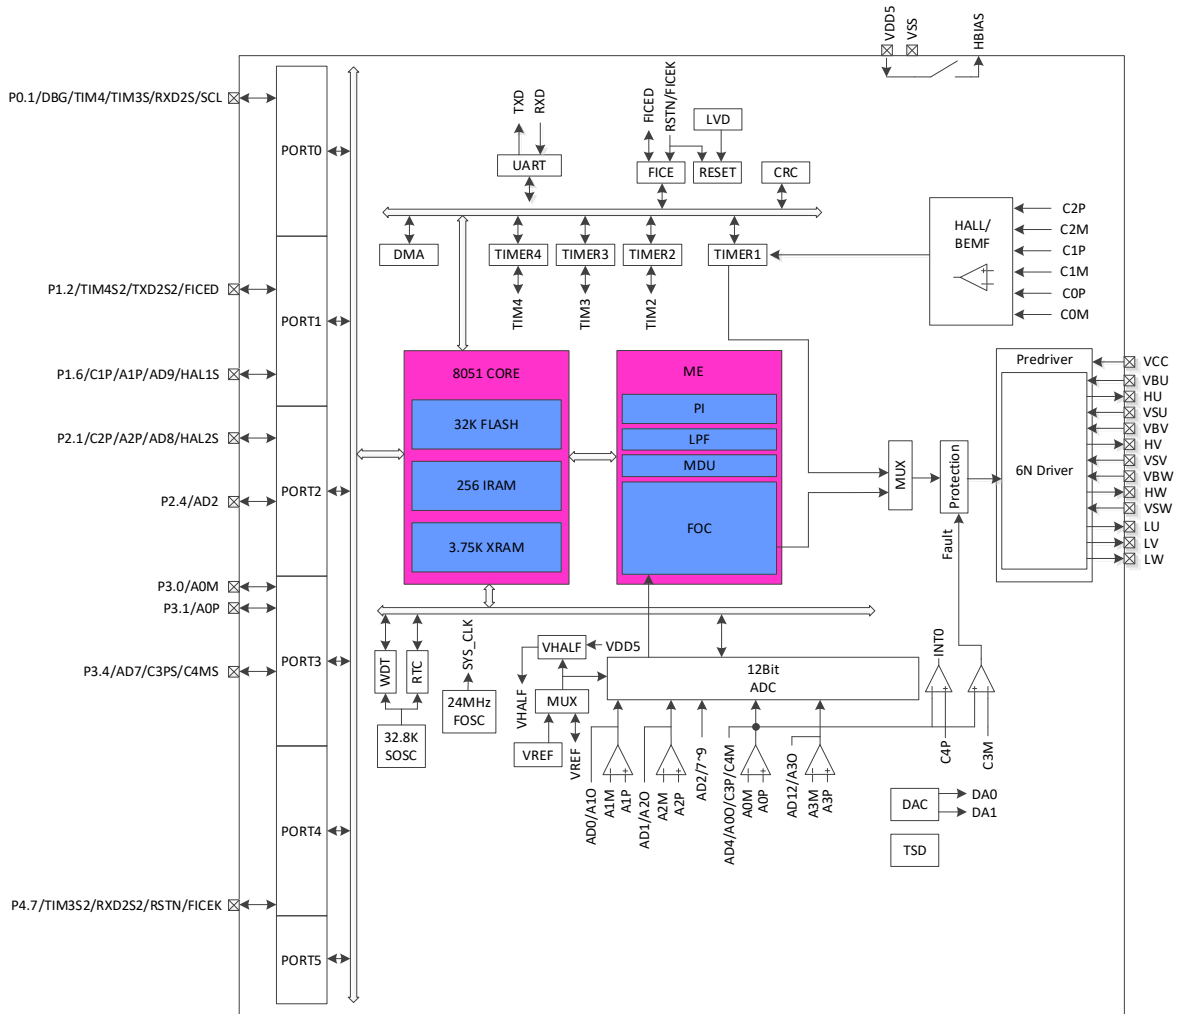 VDD5
VSS
HBIAS
P0.1/DBG/TIM4/TIM3S/RXD2S/SCL
PORT0
TXD
RXD
UART
FICED
RSTN/FICEK
LVD
FICE
RESET
CRC
DMA
TIMER4
TIMER3
TIMER2
TIMER1
TIM4
TIM3
TIM2
HALL/
BEMF
C2P
C2M
C1P
C1M
C0P
C0M
P1.2/TIM4S2/TXD2S2/FICED
PORT1
P1.6/C1P/A1P/AD9/HAL1S
P2.1/C2P/A2P/AD8/HAL2S
PORT2
P2.4/AD2
8051 CORE
32K FLASH
256 IRAM
3.75K XRAM
ME
PI
LPF
MDU
FOC
MUX
Protection
Fault
Predriver
6N Driver
VCC
VBU
HU
VSU
VBV
HV
VSV
VBW
HW
VSW
LU
LV
LW
P3.0/A0M
P3.1/A0P
PORT3
P3.4/AD7/C3PS/C4MS
WDT
RTC
32.8K
SOSC
SYS_CLK
24MHz
FOSC
VHALF
VDD5
VHALF
MUX
VREF
VREF
12Bit
ADC
INT0
C4P
C3M
AD0/A1O
A1M
A1P
AD1/A2O
A2M
A2P
AD2/7~9
AD4/A0O/C3P/C4M
A0M
A0P
AD12/A3O
A3M
A3P
DAC
DA0
DA1
TSD
PORT4
P4.7/TIM3S2/RXD2S2/RSTN/FICEK
PORT5